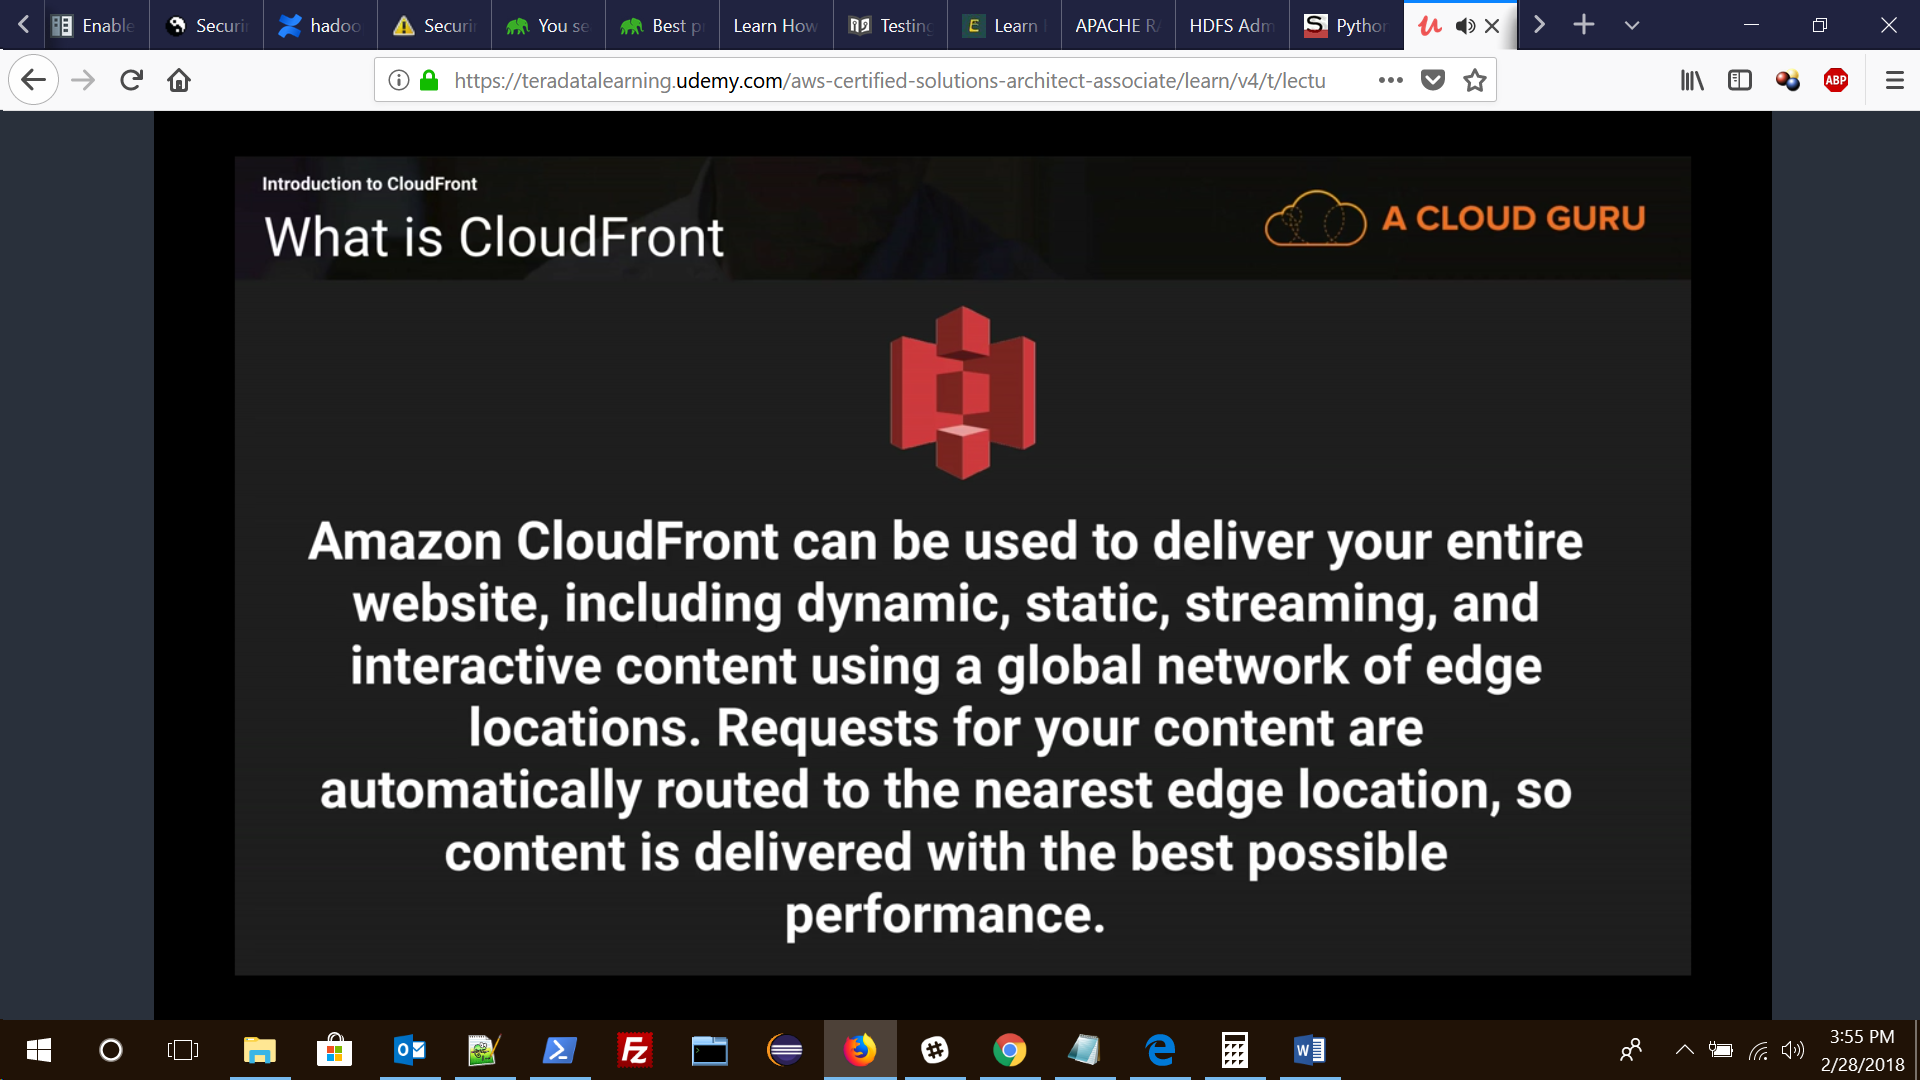 Enable
Securi
hadoo
Securi
You se
Best p
Learn How
Testing
E
Learn
APACHE RA
HDFS Adm
S
Python
https://teradatalearning.udemy.com/aws-certified-solutions-architect-associate/learn/v4/t/lectu
ABP
Introduction to CloudFront
What is CloudFront
A CLOUD GURU
Amazon CloudFront can be used to deliver your entire
website, including dynamic, static, streaming, and
interactive content using a global network of edge
locations. Requests for your content are
automatically routed to the nearest edge location, so
content is delivered with the best possible
performance.
3:55 PM
2/28/2018